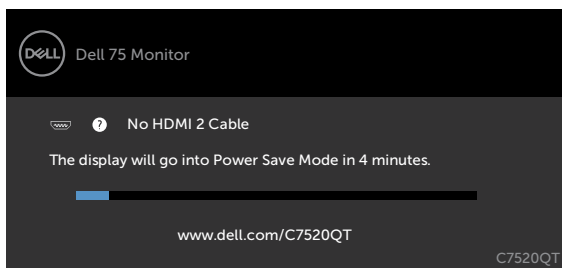 DELL
Dell 75 Monitor
? No HDMI 2 Cable
The display will go into Power Save Mode in 4 minutes.
www.dell.com/C7520QT
C7520QT